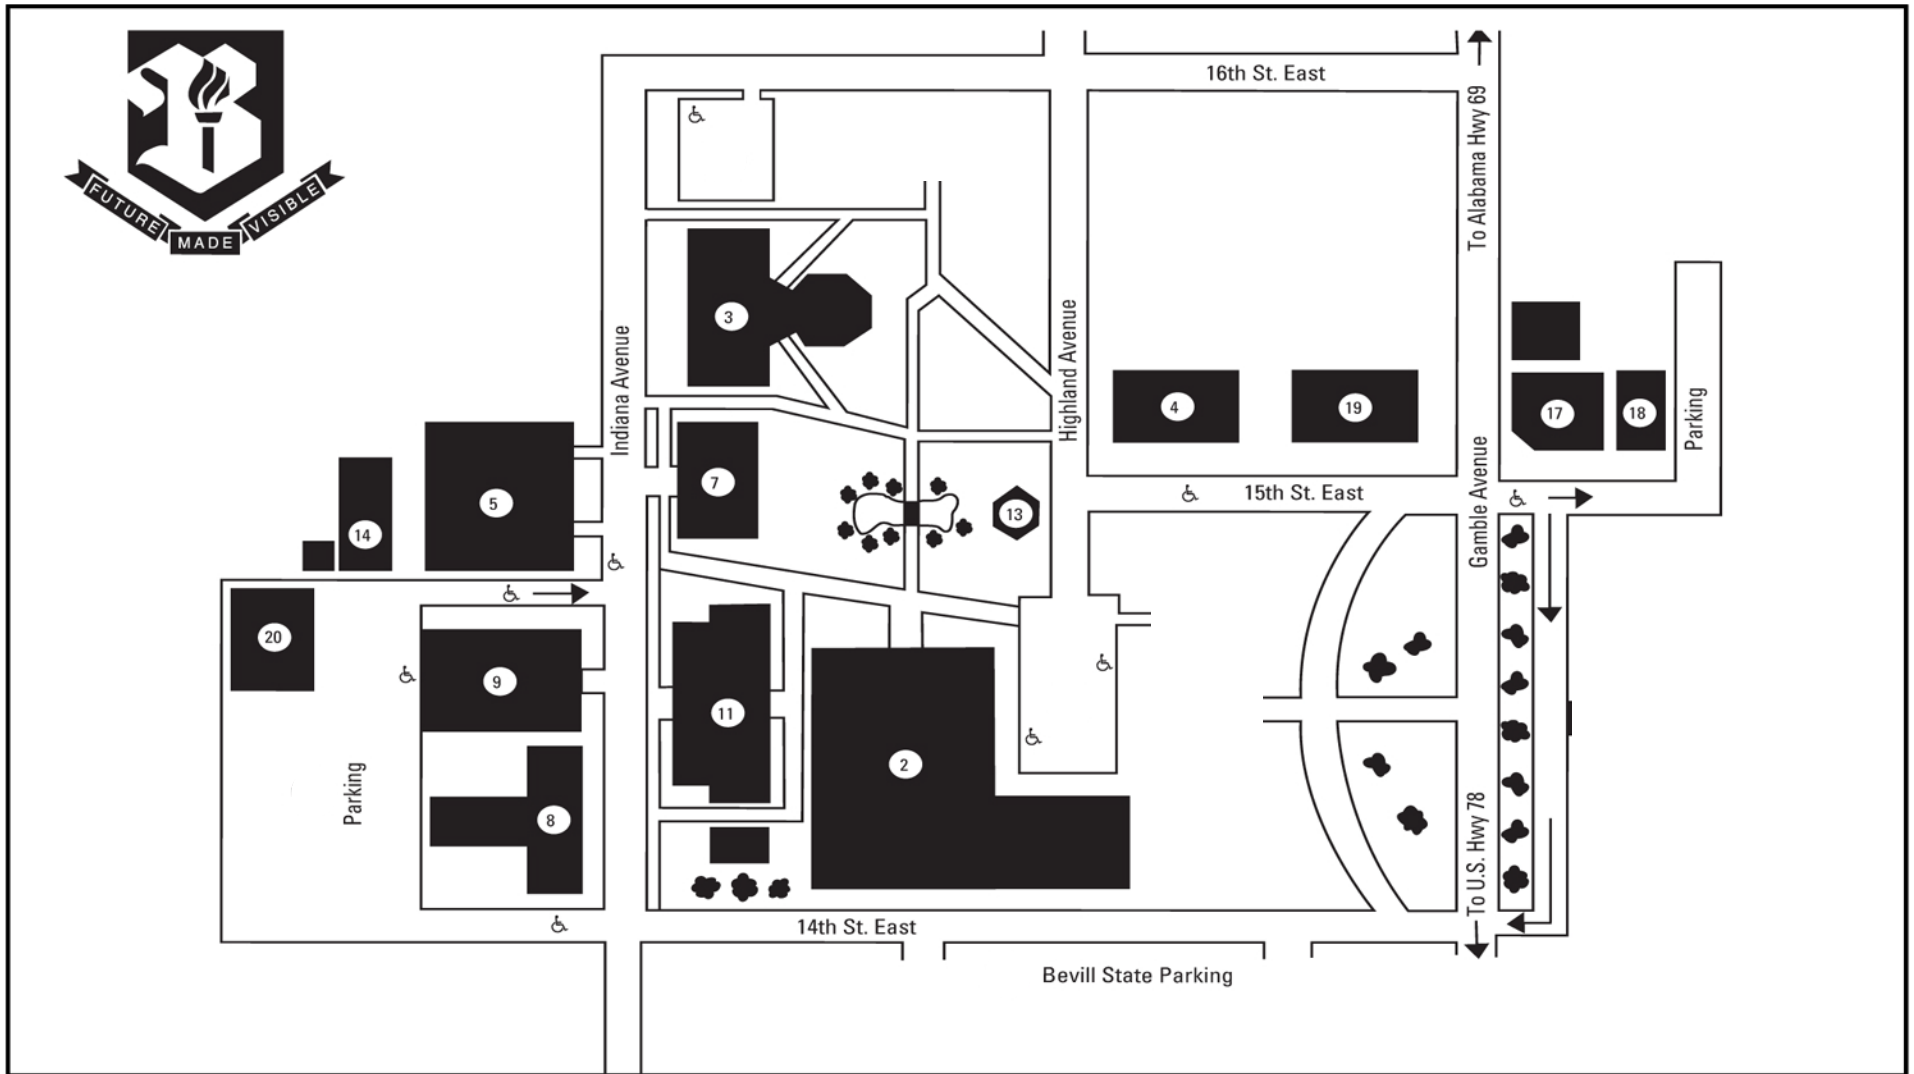 FUTURE
MADE
VISIBLE
16th St. East
To Alabama Hwy 69
3
Indiana Avenue
Highland Avenue
4
19
17
18
Parking
5
14
7
13
15th St. East
Gamble Avenue
20
9
11
2
8
Parking
To U.S. Hwy 78
14th St. East
Bevill State Parking